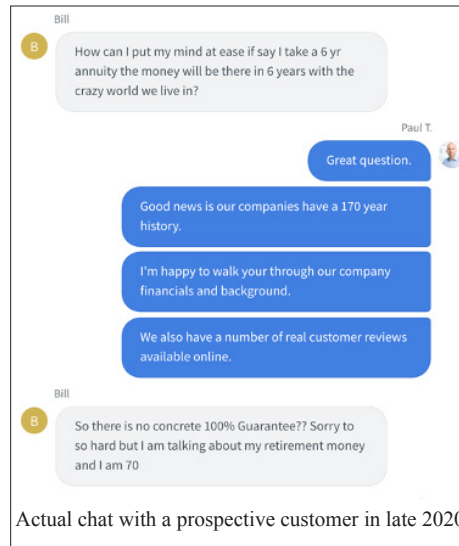 Bill
B
How can I put my mind at ease if say I take a 6 yr
annuity the money will be there in 6 years with the
crazy world we live in?
Paul T.
Great question.
Good news is our companies have a 170 year
history.
I'm happy to walk your through our company
financials and background.
We also have a number of real customer reviews
available online.
Bill
B
So there is no concrete 100% Guarantee?? Sorry to
so hard but I am talking about my retirement money
and I am 70
Actual chat with a prospective customer in late 2020